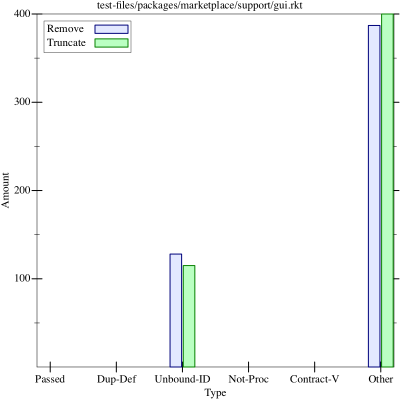 test-files/packages/marketplace/support/gui.rkt
Remove
Truncate
400
300
200
100
Amount
Passed Dup-Def Unbound-ID Not-Proc Contract-V Other
Type